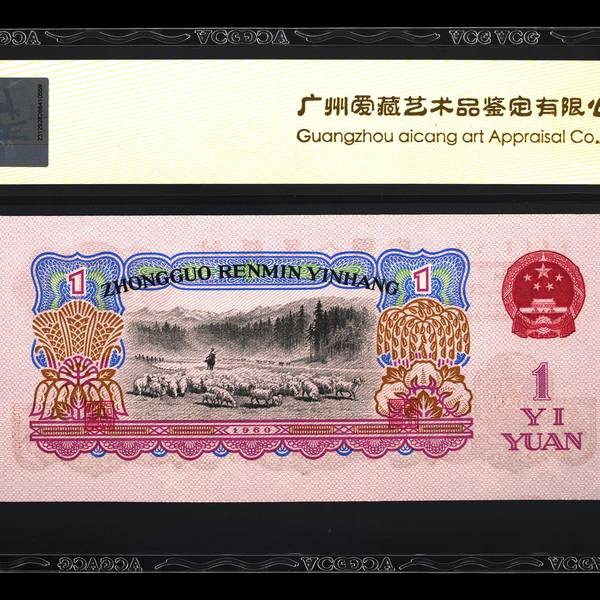 广州爱藏艺术品鉴定有限
Guangzhou aicang art Appraisal Co.,
ZHONGGUO RENMIN YINHANG
1
1
1
YI
YUAN
1960